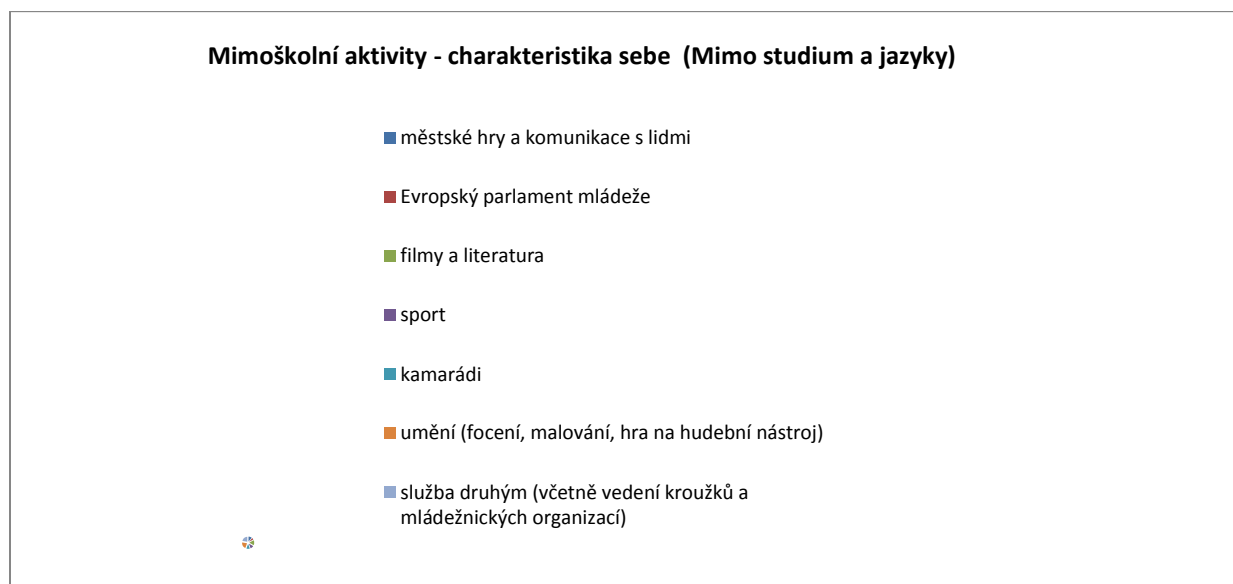 Mimoškolní aktivity - charakteristika sebe (Mimo studium a jazyky)
městské hry a komunikace s lidmi
Evropský parlament mládeže
filmy a literatura
sport
kamarádi
umění (focení, malování, hra na hudební nástroj)
služba druhým (včetně vedení kroužků a
mládežnických organizací)